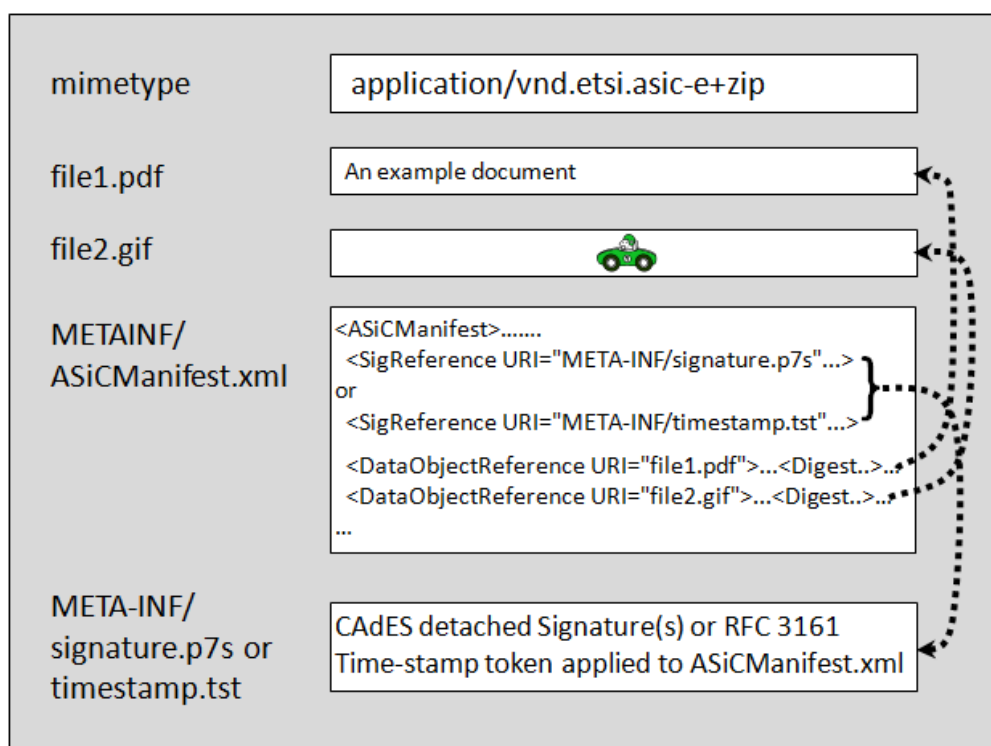 mimetype
application/vnd.etsi.asic-e+zip
file1.pdf
An example document
file2.gif
METAINF/
ASiCManifest.xml
<ASiCManifest>.......
<SigReference URI="META-INF/signature.p7s"...>
or
<SigReference URI="META-INF/timestamp.tst"...>
<DataObjectReference URI="file1.pdf">...<Digest..>...
<DataObjectReference URI="file2.gif">...<Digest..>...
...
META-INF/
signature.p7s or
timestamp.tst
CAdES detached Signature(s) or RFC 3161
Time-stamp token applied to ASiCManifest.xml